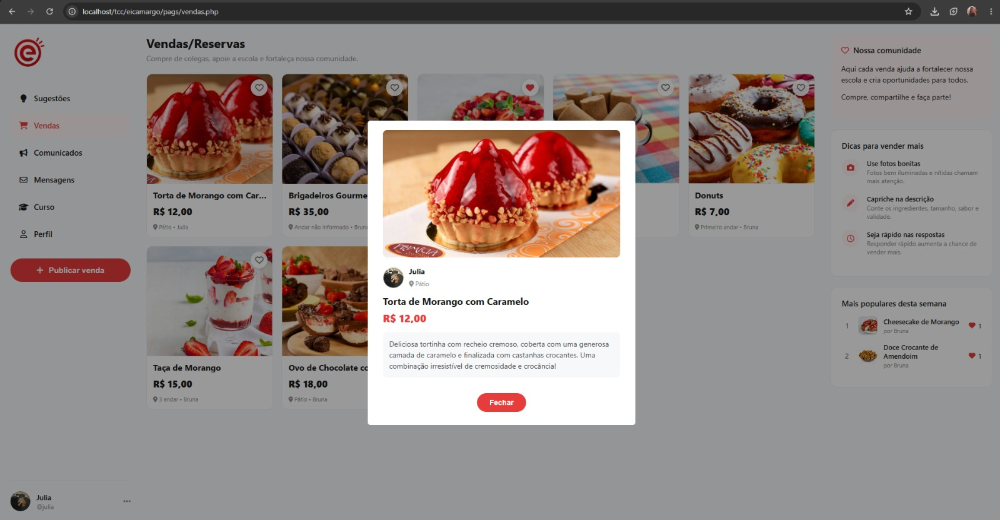 localhost/tcc/eicamargo/pags/vendas.php
e
Sugestões
Vendas
Comunicados
Mensagens
Curso
Perfil
+ Publicar venda
Julia
@julia
Vendas/Reservas
Compre de colegas, apoie a escola e fortaleça nossa comunidade.
Torta de Morango com Car...
R$ 12,00
Pátio • Julia
Brigadeiros Gourme
R$ 35,00
Andar não informado • Bruna
Donuts
R$ 7,00
Primeiro andar • Bruna
Taça de Morango
R$ 15,00
3 andar • Bruna
Ovo de Chocolate co
R$ 18,00
Pátio • Bruna
PRIMICIA
Julia
Pátio
Torta de Morango com Caramelo
R$ 12,00
Deliciosa tortinha com recheio cremoso, coberta com uma generosa
camada de caramelo e finalizada com castanhas crocantes. Uma
combinação irresistível de cremosidade e crocância!
Fechar
Nossa comunidade
Aqui cada venda ajuda a fortalecer nossa
escola e cria oportunidades para todos.
Compre, compartilhe e faça parte!
Dicas para vender mais
Use fotos bonitas
Fotos bem iluminadas e nítidas chamam
mais atenção.
Capriche na descrição
Conte os ingredientes, tamanho, sabor e
validade.
Seja rápido nas respostas
Responder rápido aumenta a chance de
vender mais.
Mais populares desta semana
1 Cheesecake de Morango 1
por Bruna
2 Doce Crocante de
Amendoim 1
por Bruna